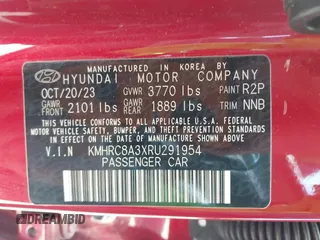 MANUFACTURED IN KOREA BY
HYUNDAI MOTOR COMPANY
OCT/20/23 GVWR 3770 lbs PAINT R2P
GAWR FRONT 2101 lbs GAWR REAR 1889 lbs TRIM NNB
THIS VEHICLE CONFORMS TO ALL APPLICABLE U.S.
FEDERAL MOTOR VEHICLE SAFETY, BUMPER, AND
THEFT PREVENTION STANDARDS IN EFFECT ON
THE DATE OF MANUFACTURE SHOWN ABOVE.
V.I.N KMHRC8A3XRU291954
PASSENGER CAR
DREAMBID